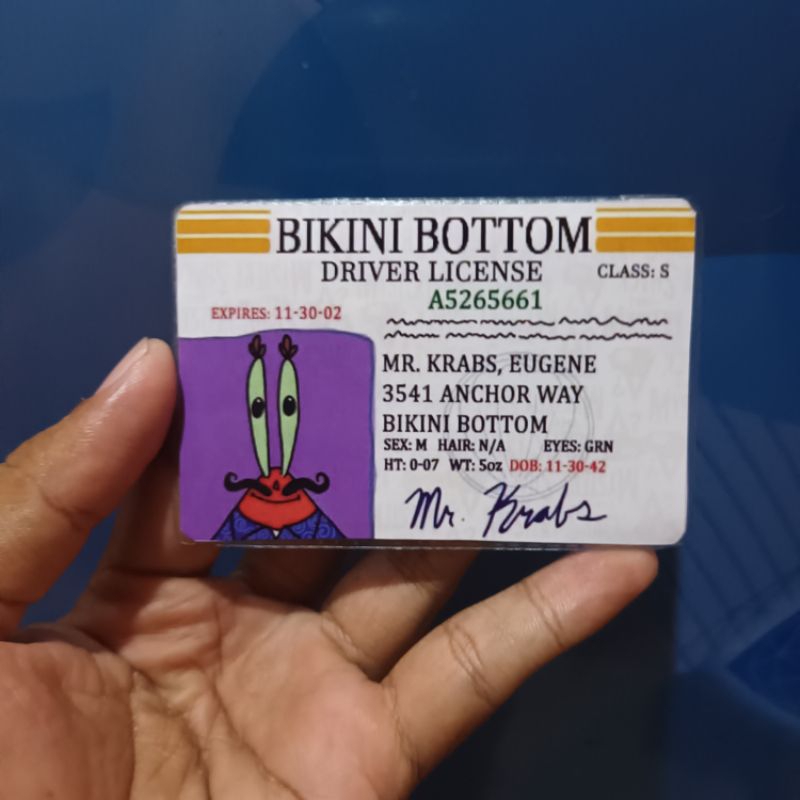 BIKINI BOTTOM
DRIVER LICENSE
CLASS: S
A5265661
EXPIRES: 11-30-02
MR. KRABS, EUGENE
3541 ANCHOR WAY
BIKINI BOTTOM
SEX: M HAIR: N/A EYES: GRN
HT: 0-07 WT: 5oz DOB: 11-30-42
Mr. Krabs